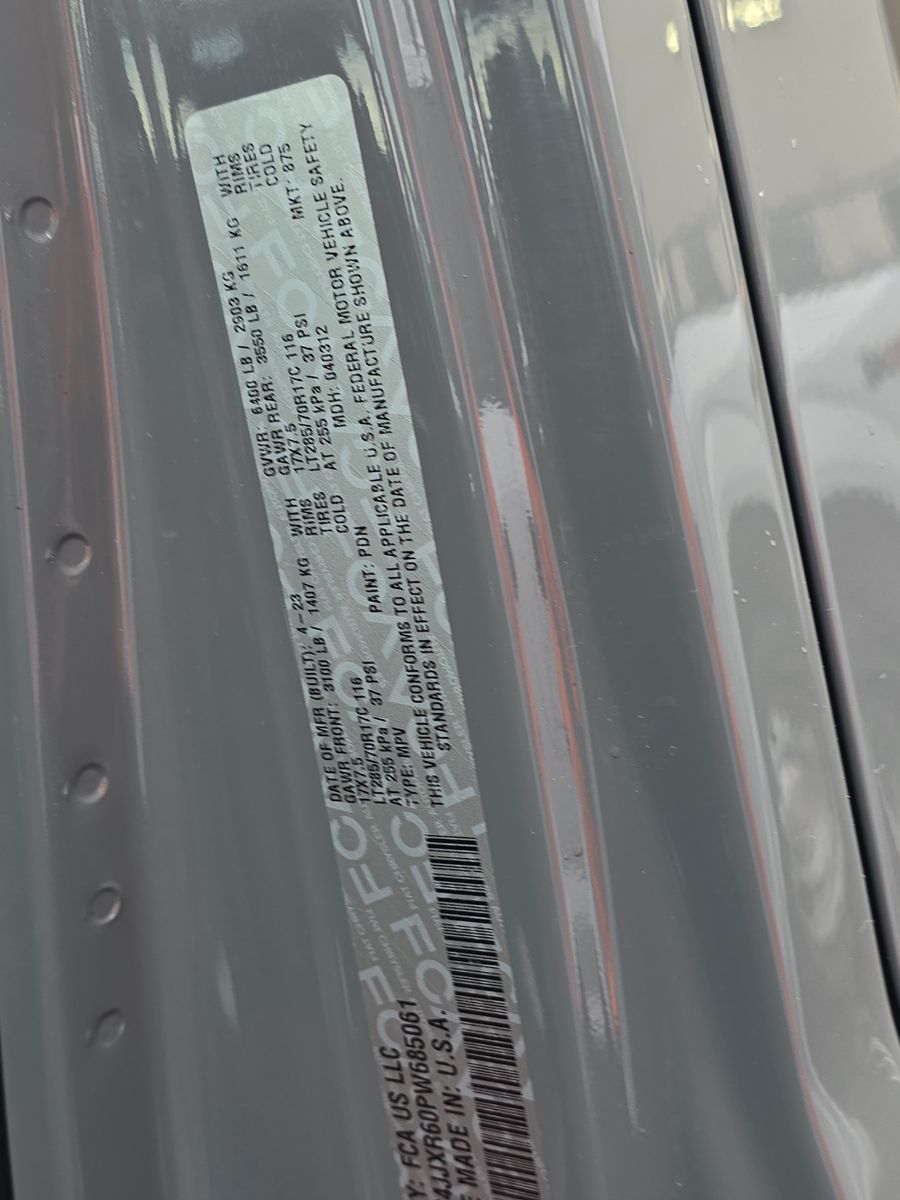 DATE OF MFR (BUILT): 4-23 GVWR: 6400 LB / 2903 KG
GAWR FRONT: 3100 LB / 1407 KG WITH GAWR REAR: 3550 LB / 1611 KG WITH
17X7.5 RIMS 17X7.5 RIMS
LT285/70R17C 116 TIRES LT285/70R17C 116 TIRES
AT 255 kPa / 37 PSI COLD AT 255 kPa / 37 PSI COLD
TYPE: MPV PAINT: PDN MDH: 040312 MKT: 875
THIS VEHICLE CONFORMS TO ALL APPLICABLE U.S.A. FEDERAL MOTOR VEHICLE SAFETY
STANDARDS IN EFFECT ON THE DATE OF MANUFACTURE SHOWN ABOVE.
Y: FCA US LLC
4JJXR60PW685061
E MADE IN: U.S.A.